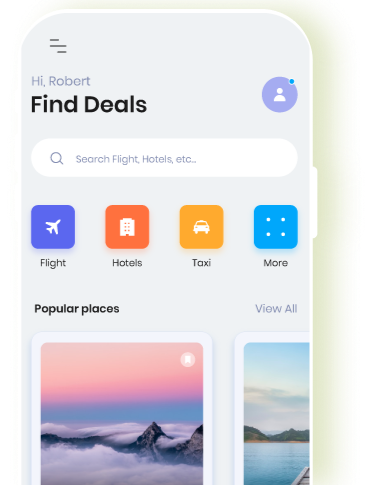 Hi, Robert
Find Deals
Search Flight, Hotels, etc...
Flight
Hotels
Taxi
More
Popular places
View All